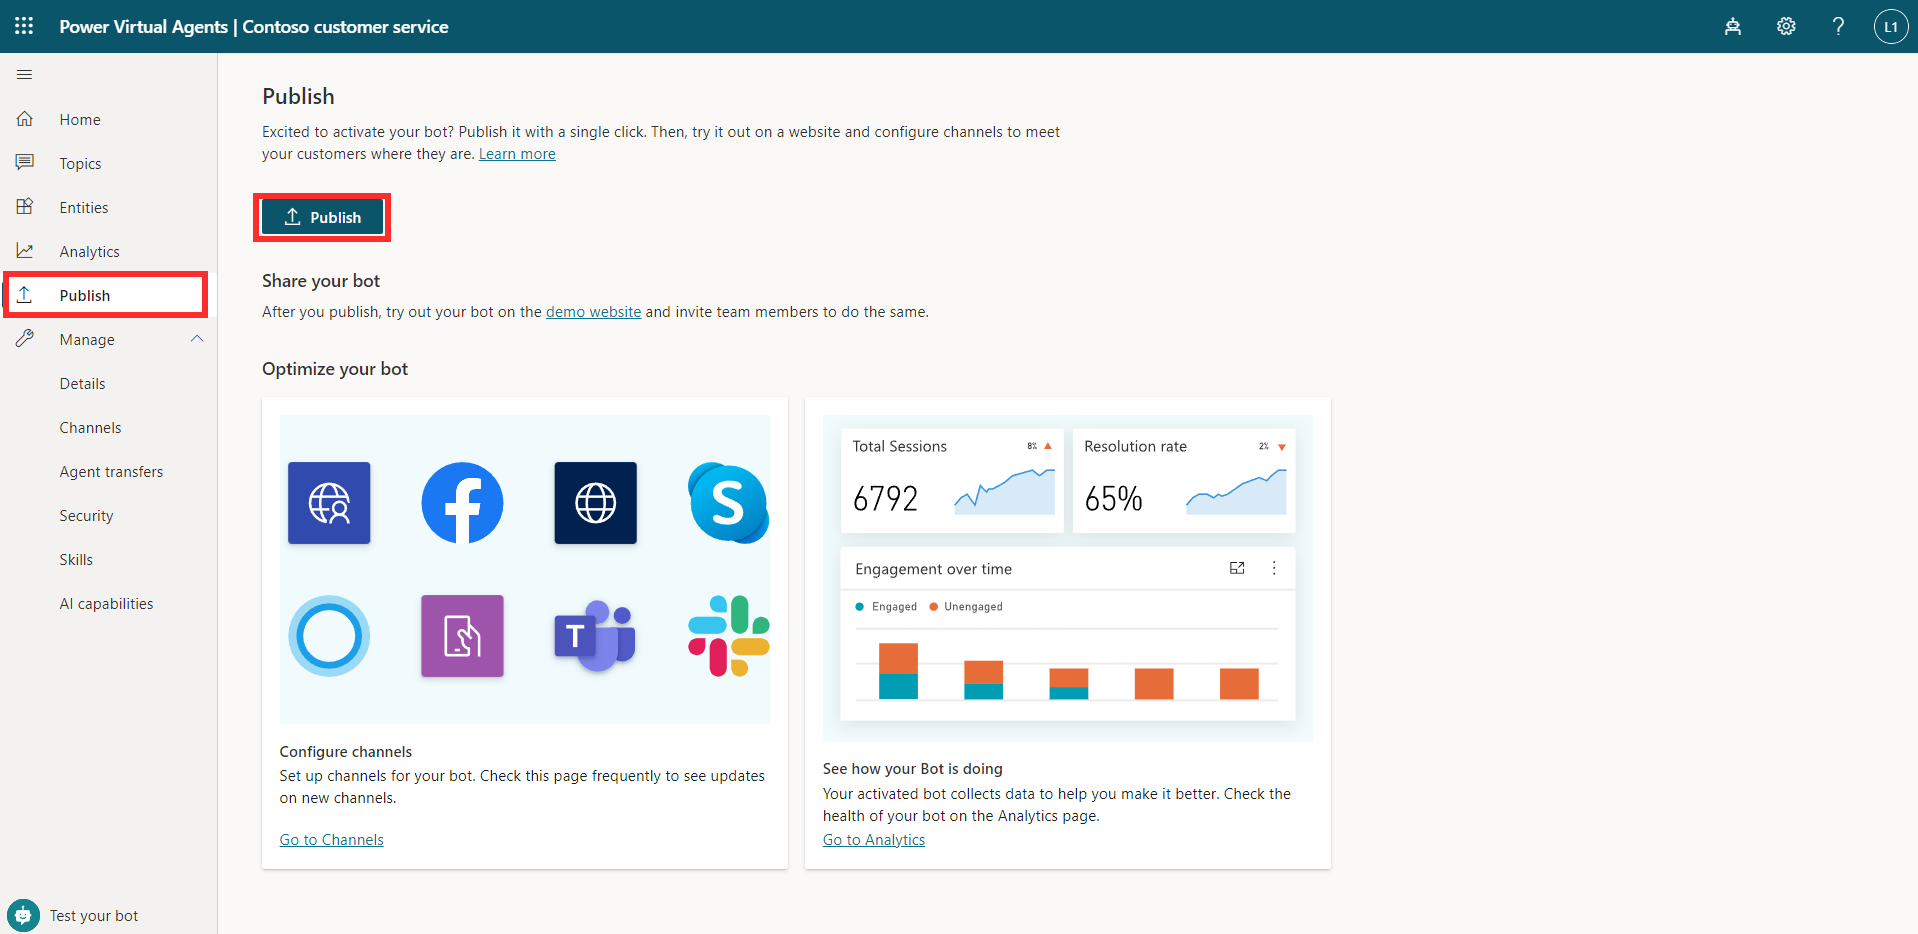 Power Virtual Agents | Contoso customer service
L1
Home
Topics
Entities
Analytics
Publish
Manage
Details
Channels
Agent transfers
Security
Skills
AI capabilities
Test your bot
Publish
Excited to activate your bot? Publish it with a single click. Then, try it out on a website and configure channels to meet
your customers where they are. Learn more
Publish
Share your bot
After you publish, try out your bot on the demo website and invite team members to do the same.
Optimize your bot
Configure channels
Set up channels for your bot. Check this page frequently to see updates
on new channels.
Go to Channels
Total Sessions 8%
6792
Resolution rate 2%
65%
Engagement over time
Engaged Unengaged
See how your Bot is doing
Your activated bot collects data to help you make it better. Check the
health of your bot on the Analytics page.
Go to Analytics